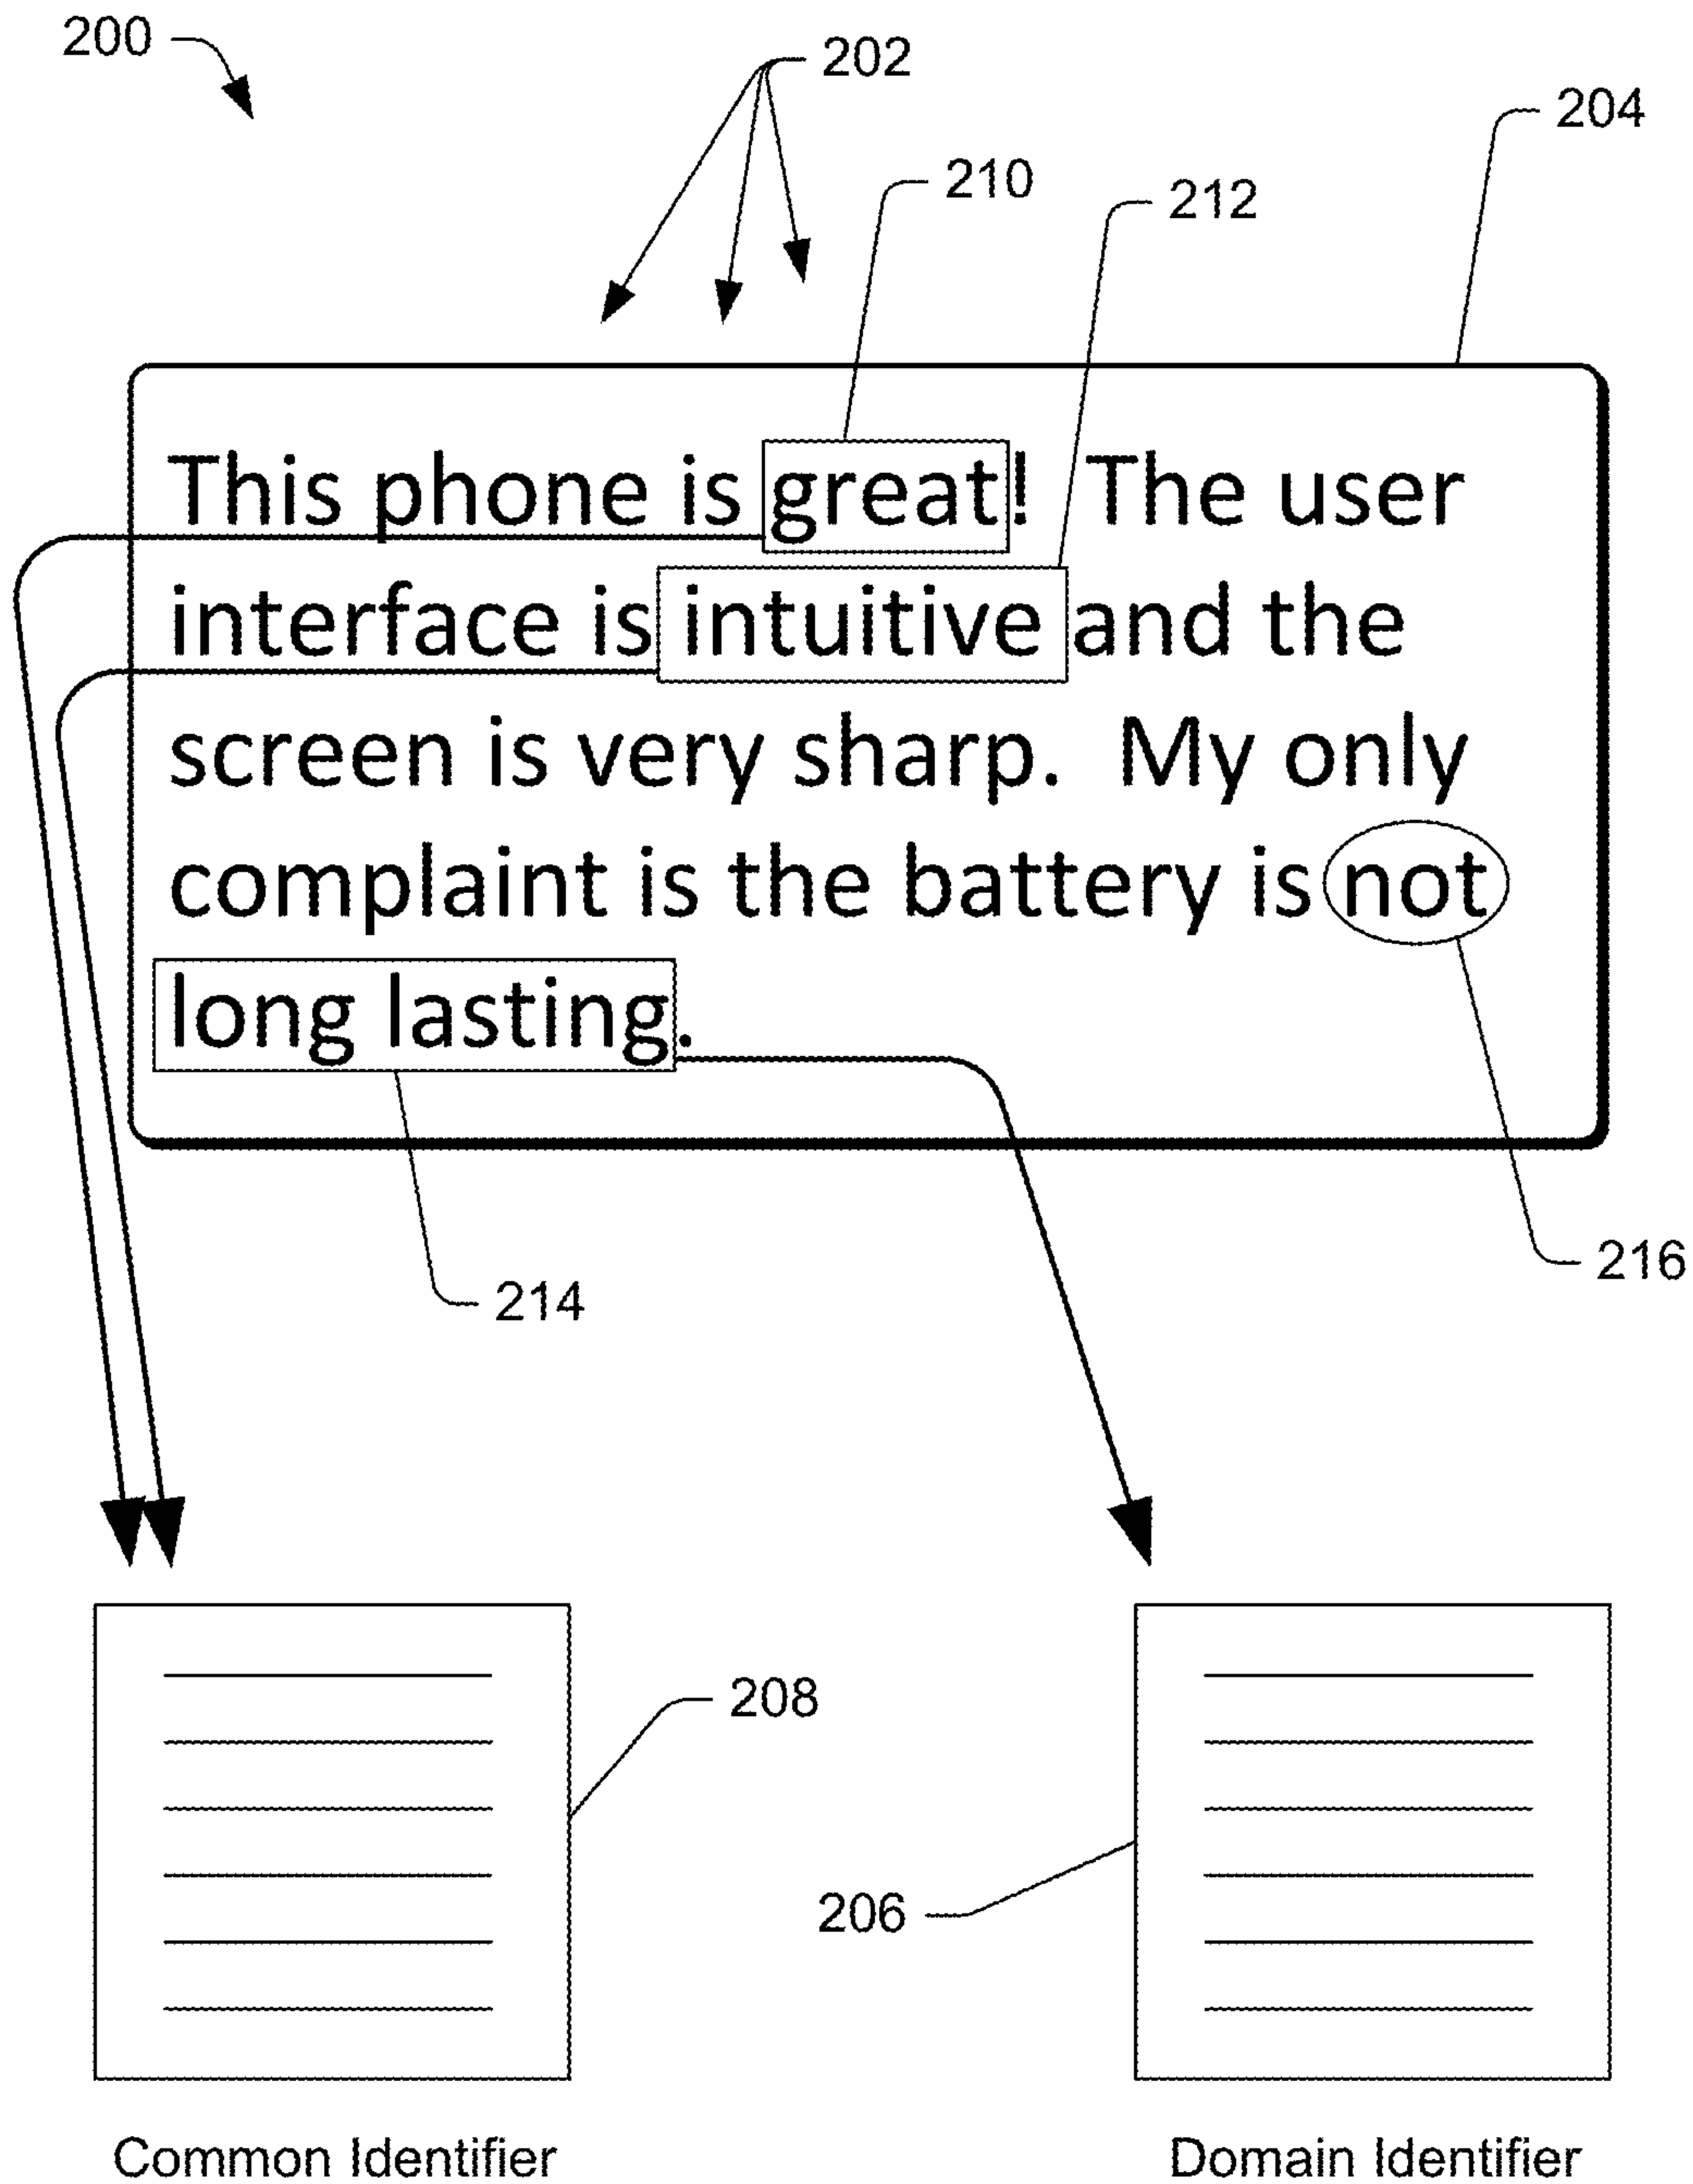 200
202
204
210
212
This phone is great! The user
interface is intuitive and the
screen is very sharp. My only
complaint is the battery is not
long lasting.
216
214
208
206
Common Identifier
Domain Identifier